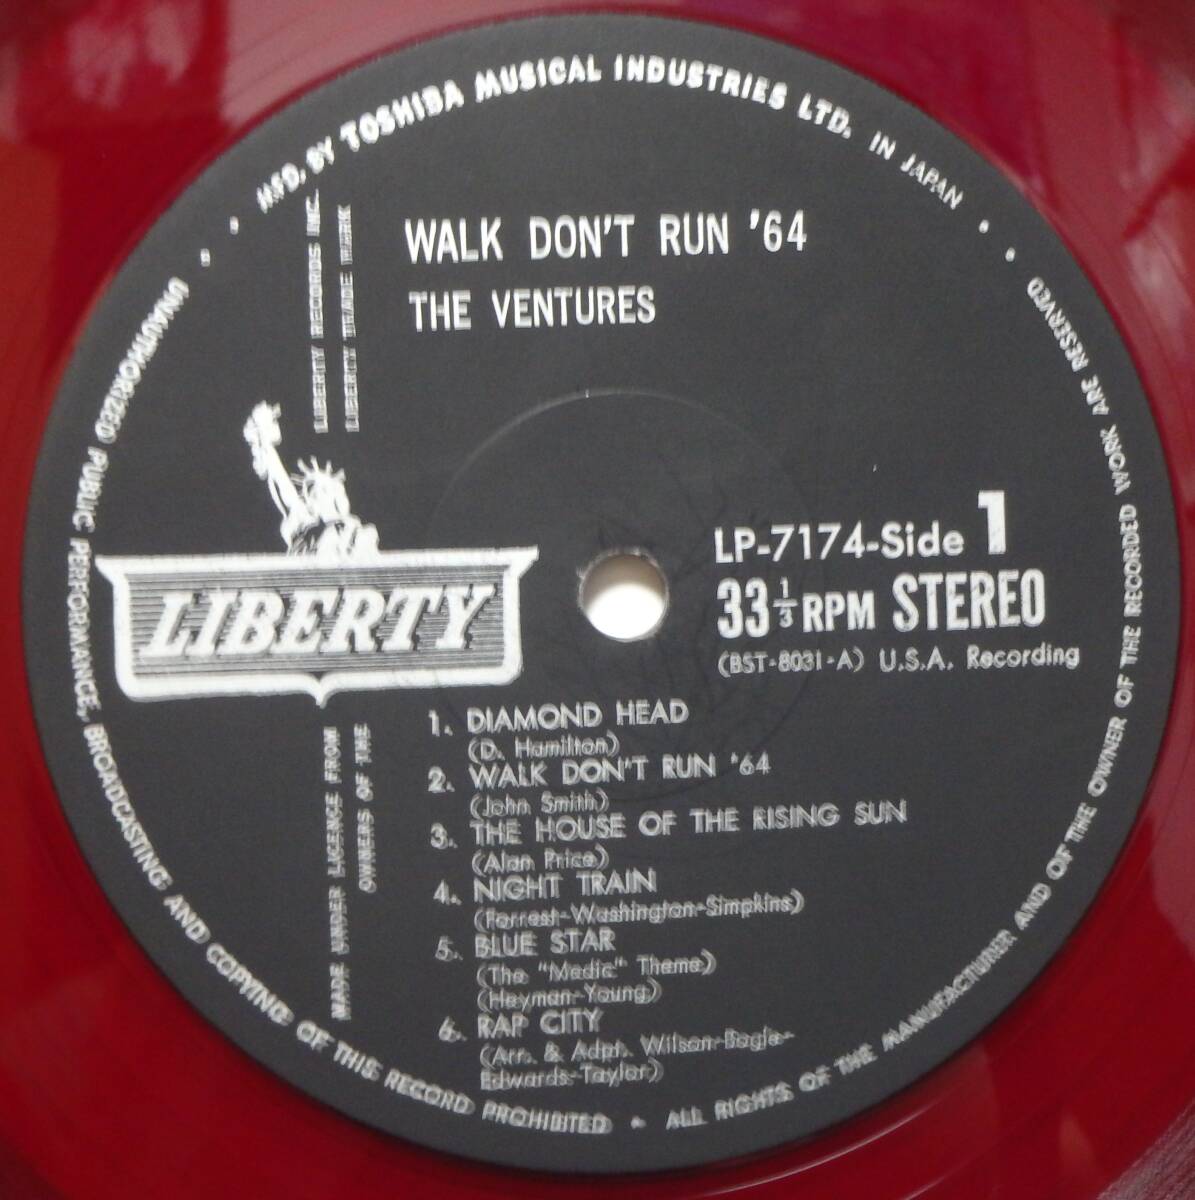 MFD. BY TOSHIBA MUSICAL INDUSTRIES LTD. IN JAPAN
LIBERTY RECORDS INC.
LIBERTY TRADE MARK
WALK DON'T RUN '64
THE VENTURES
LIBERTY
LP-7174-Side 1
33 1/3 RPM STEREO
(BST-8031-A) U.S.A. Recording
MADE UNDER LICENCE FROM
OWNERS OF THE
1. DIAMOND HEAD
(D. Hamilton)
2. WALK DON'T RUN '64
(John Smith)
3. THE HOUSE OF THE RISING SUN
(Alan Price)
4. NIGHT TRAIN
(Forrest-Washington-Simpkins)
5. BLUE STAR
(The "Medic" Theme)
(Heyman-Young)
6. RAP CITY
(Arr. & Adpt. Wilson-Bogle-
Edwards-Taylor)
UNAUTHORIZED PUBLIC PERFORMANCE, BROADCASTING AND COPYING OF THIS RECORD PROHIBITED • ALL RIGHTS OF THE MANUFACTURER AND OF THE OWNER OF THE RECORDED WORK ARE RESERVED